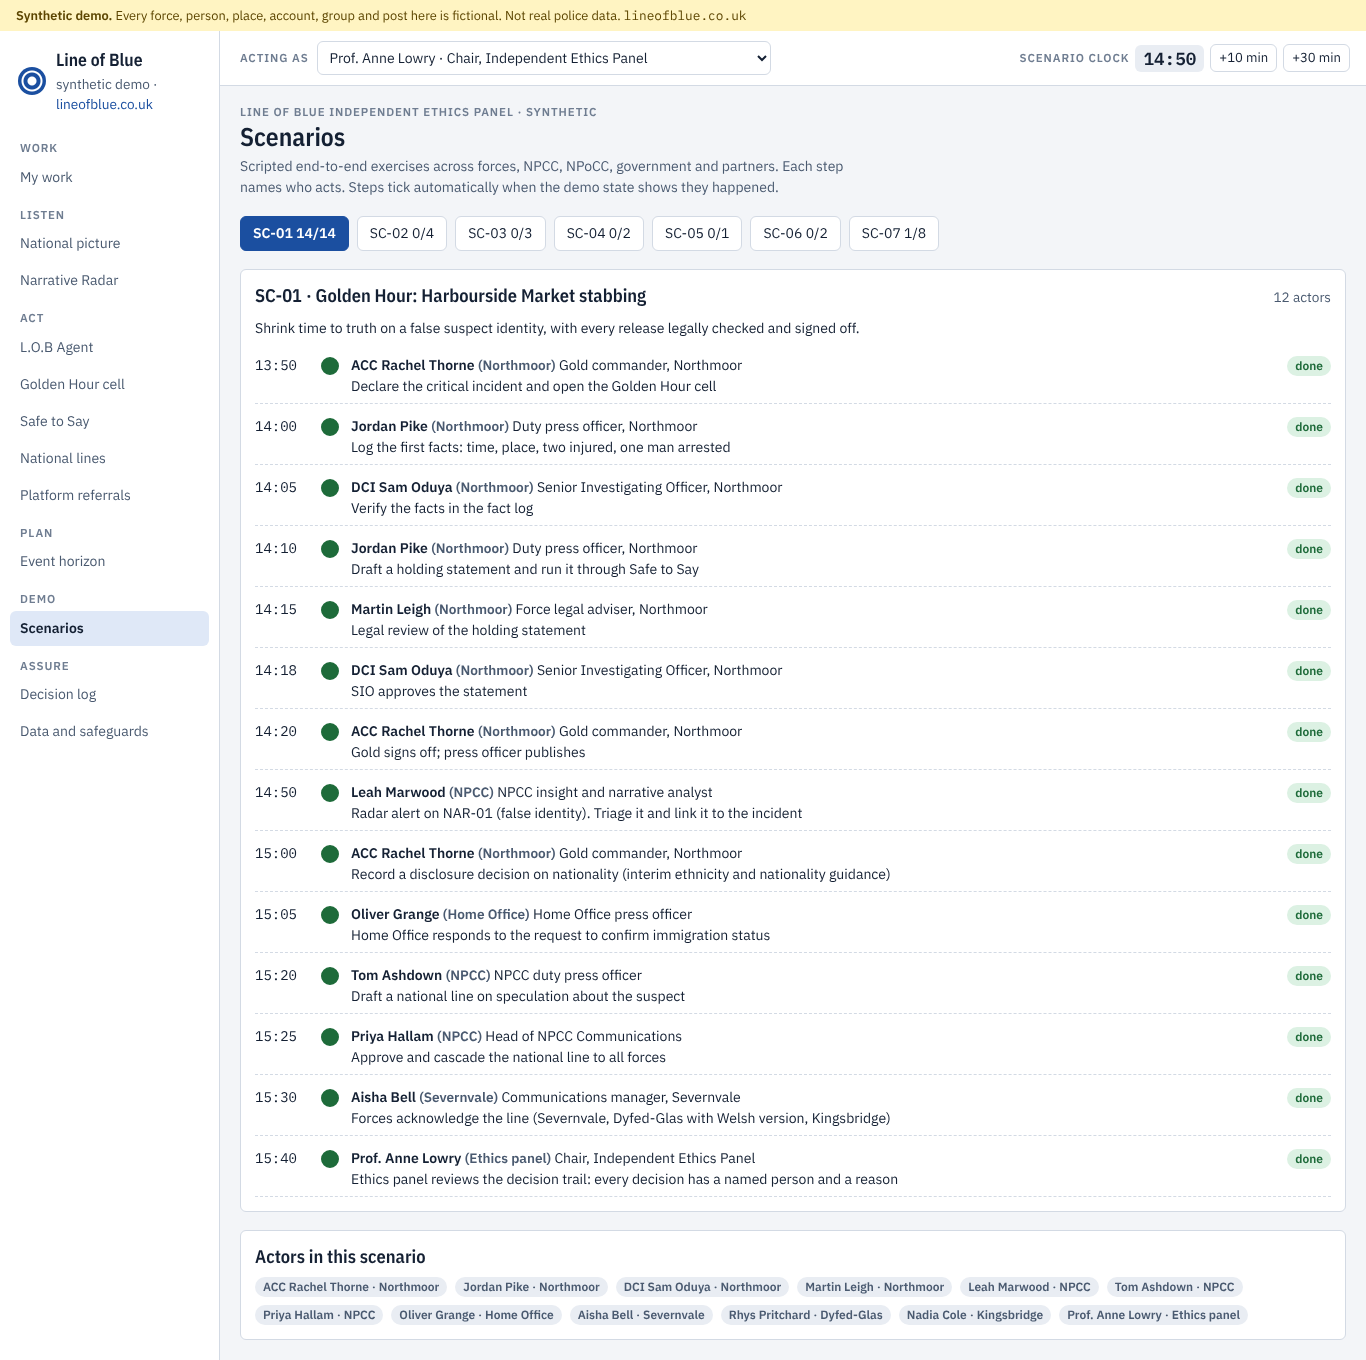 Synthetic demo. Every force, person, place, account, group and post here is fictional. Not real police data. lineofblue.co.uk
Line of Blue
synthetic demo ·
lineofblue.co.uk
WORK
My work
LISTEN
National picture
Narrative Radar
ACT
L.O.B Agent
Golden Hour cell
Safe to Say
National lines
Platform referrals
PLAN
Event horizon
DEMO
Scenarios
ASSURE
Decision log
Data and safeguards
ACTING AS Prof. Anne Lowry · Chair, Independent Ethics Panel
SCENARIO CLOCK 14:50 +10 min +30 min
LINE OF BLUE INDEPENDENT ETHICS PANEL · SYNTHETIC
Scenarios
Scripted end-to-end exercises across forces, NPCC, NPoCC, government and partners. Each step
names who acts. Steps tick automatically when the demo state shows they happened.
SC-01 14/14 SC-02 0/4 SC-03 0/3 SC-04 0/2 SC-05 0/1 SC-06 0/2 SC-07 1/8
SC-01 · Golden Hour: Harbourside Market stabbing 12 actors
Shrink time to truth on a false suspect identity, with every release legally checked and signed off.
13:50 ACC Rachel Thorne (Northmoor) Gold commander, Northmoor done
Declare the critical incident and open the Golden Hour cell
14:00 Jordan Pike (Northmoor) Duty press officer, Northmoor done
Log the first facts: time, place, two injured, one man arrested
14:05 DCI Sam Oduya (Northmoor) Senior Investigating Officer, Northmoor done
Verify the facts in the fact log
14:10 Jordan Pike (Northmoor) Duty press officer, Northmoor done
Draft a holding statement and run it through Safe to Say
14:15 Martin Leigh (Northmoor) Force legal adviser, Northmoor done
Legal review of the holding statement
14:18 DCI Sam Oduya (Northmoor) Senior Investigating Officer, Northmoor done
SIO approves the statement
14:20 ACC Rachel Thorne (Northmoor) Gold commander, Northmoor done
Gold signs off; press officer publishes
14:50 Leah Marwood (NPCC) NPCC insight and narrative analyst done
Radar alert on NAR-01 (false identity). Triage it and link it to the incident
15:00 ACC Rachel Thorne (Northmoor) Gold commander, Northmoor done
Record a disclosure decision on nationality (interim ethnicity and nationality guidance)
15:05 Oliver Grange (Home Office) Home Office press officer done
Home Office responds to the request to confirm immigration status
15:20 Tom Ashdown (NPCC) NPCC duty press officer done
Draft a national line on speculation about the suspect
15:25 Priya Hallam (NPCC) Head of NPCC Communications done
Approve and cascade the national line to all forces
15:30 Aisha Bell (Severnvale) Communications manager, Severnvale done
Forces acknowledge the line (Severnvale, Dyfed-Glas with Welsh version, Kingsbridge)
15:40 Prof. Anne Lowry (Ethics panel) Chair, Independent Ethics Panel done
Ethics panel reviews the decision trail: every decision has a named person and a reason
Actors in this scenario
ACC Rachel Thorne · Northmoor Jordan Pike · Northmoor DCI Sam Oduya · Northmoor Martin Leigh · Northmoor Leah Marwood · NPCC Tom Ashdown · NPCC
Priya Hallam · NPCC Oliver Grange · Home Office Aisha Bell · Severnvale Rhys Pritchard · Dyfed-Glas Nadia Cole · Kingsbridge Prof. Anne Lowry · Ethics panel